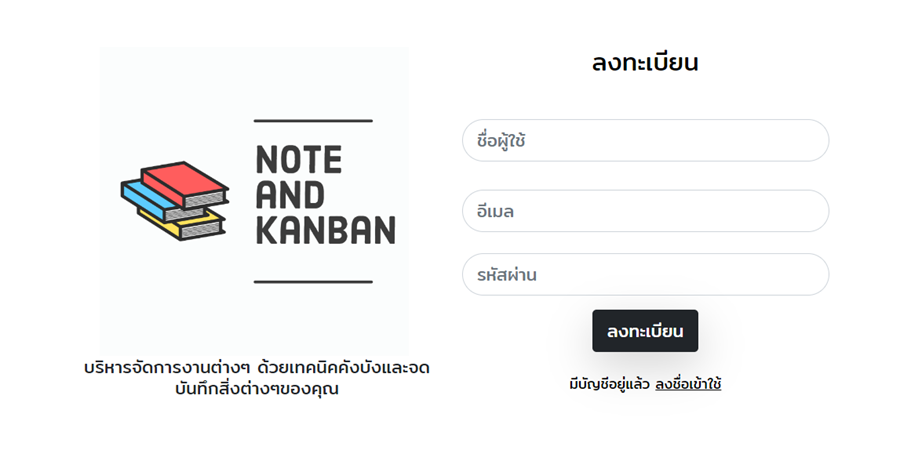 NOTE
AND
KANBAN
บริหารจัดการงานต่างๆ ด้วยเทคนิคคังบังและจด
บันทึกสิ่งต่างๆของคุณ
ลงทะเบียน
ชื่อผู้ใช้
อีเมล
รหัสผ่าน
ลงทะเบียน
มีบัญชีอยู่แล้ว ลงชื่อเข้าใช้